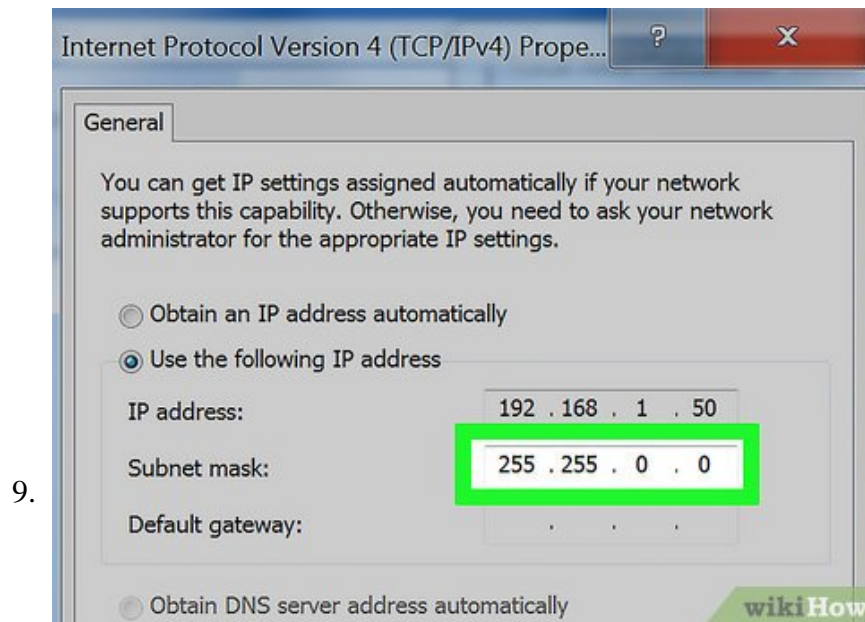 Internet Protocol Version 4 (TCP/IPv4) Prope...
?
X
General
You can get IP settings assigned automatically if your network
supports this capability. Otherwise, you need to ask your network
administrator for the appropriate IP settings.
Obtain an IP address automatically
Use the following IP address
IP address: 192 . 168 . 1 . 50
Subnet mask: 255 . 255 . 0 . 0
9.
Default gateway: . . .
Obtain DNS server address automatically
wikiHow